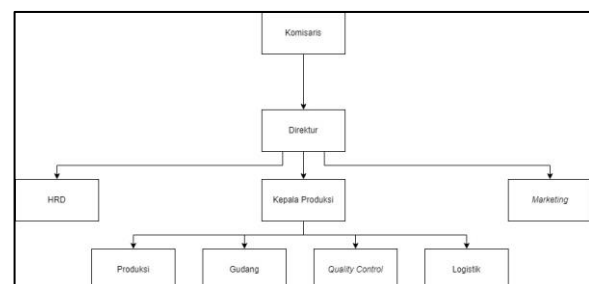 Komisaris
Direktur
HRD
Kepala Produksi
Marketing
Produksi
Gudang
Quality Control
Logistik